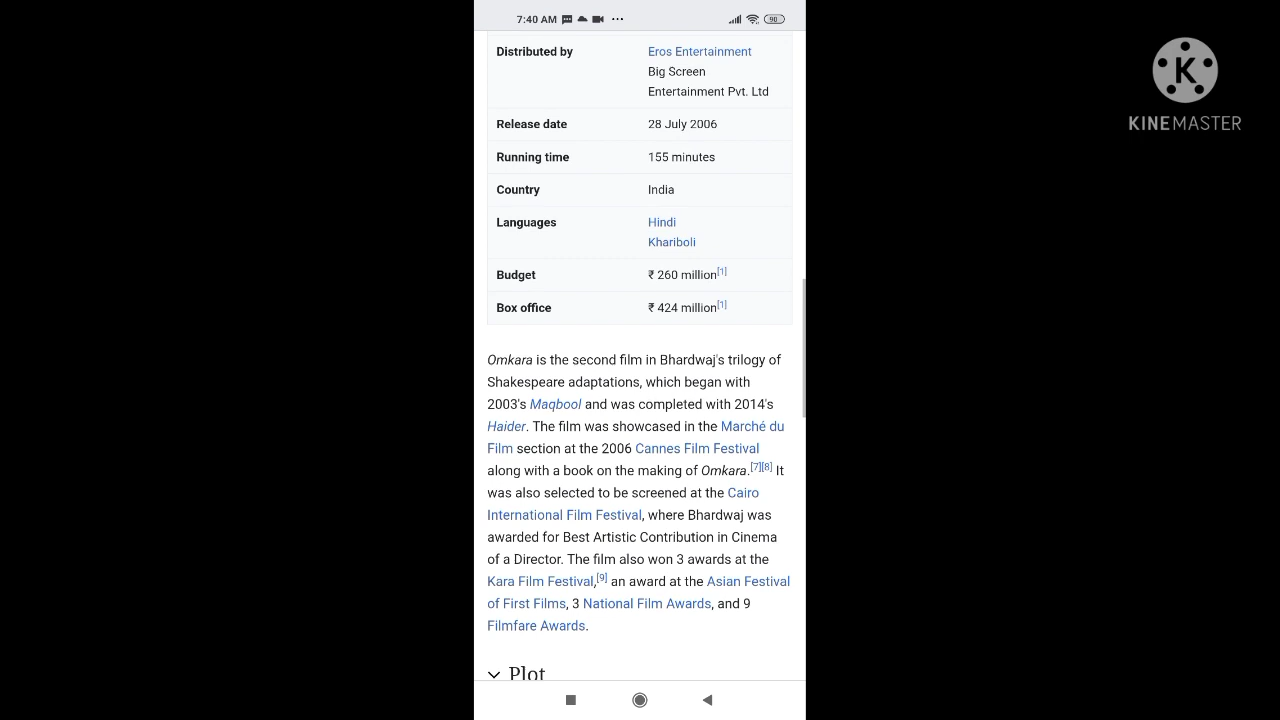 7:40 AM
90
KINEMASTER
Distributed by Eros Entertainment
Big Screen
Entertainment Pvt. Ltd
Release date 28 July 2006
Running time 155 minutes
Country India
Languages Hindi
Khariboli
Budget ₹ 260 million[1]
Box office ₹ 424 million[1]
Omkara is the second film in Bhardwaj's trilogy of
Shakespeare adaptations, which began with
2003's Maqbool and was completed with 2014's
Haider. The film was showcased in the Marché du
Film section at the 2006 Cannes Film Festival
along with a book on the making of Omkara.[7][8] It
was also selected to be screened at the Cairo
International Film Festival, where Bhardwaj was
awarded for Best Artistic Contribution in Cinema
of a Director. The film also won 3 awards at the
Kara Film Festival,[9] an award at the Asian Festival
of First Films, 3 National Film Awards, and 9
Filmfare Awards.
Plot